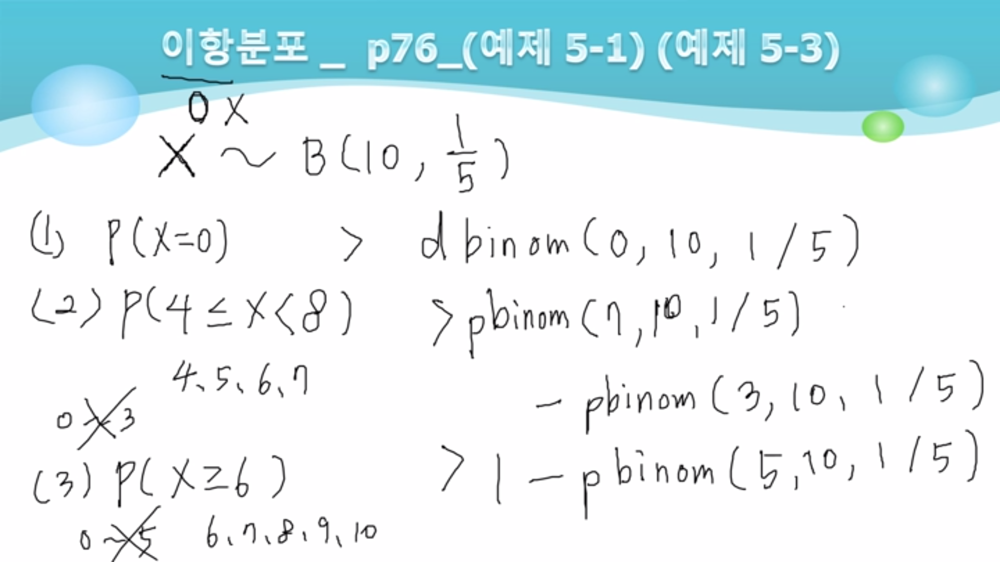 이항분포 _ p76_(예제 5-1) (예제 5-3)
O X
X ~ B(10, 1/5)
(1) P(X=0) > dbinom(0, 10, 1/5)
(2) P(4≤X<8) > pbinom(7, 10, 1/5)
4, 5, 6, 7 - pbinom(3, 10, 1/5)
0~3
(3) P(X≥6) > 1-pbinom(5, 10, 1/5)
0~5 6, 7, 8, 9, 10